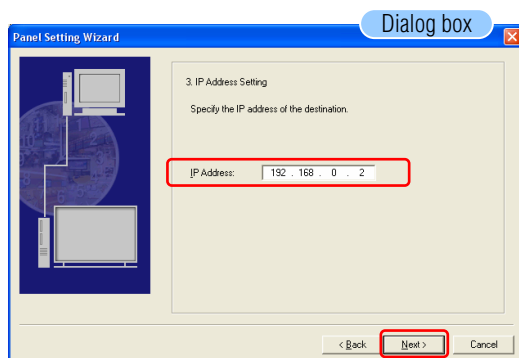 Dialog box
Panel Setting Wizard
3. IP Address Setting
Specify the IP address of the destination.
IP Address: 192 . 168 . 0 . 2
< Back Next > Cancel